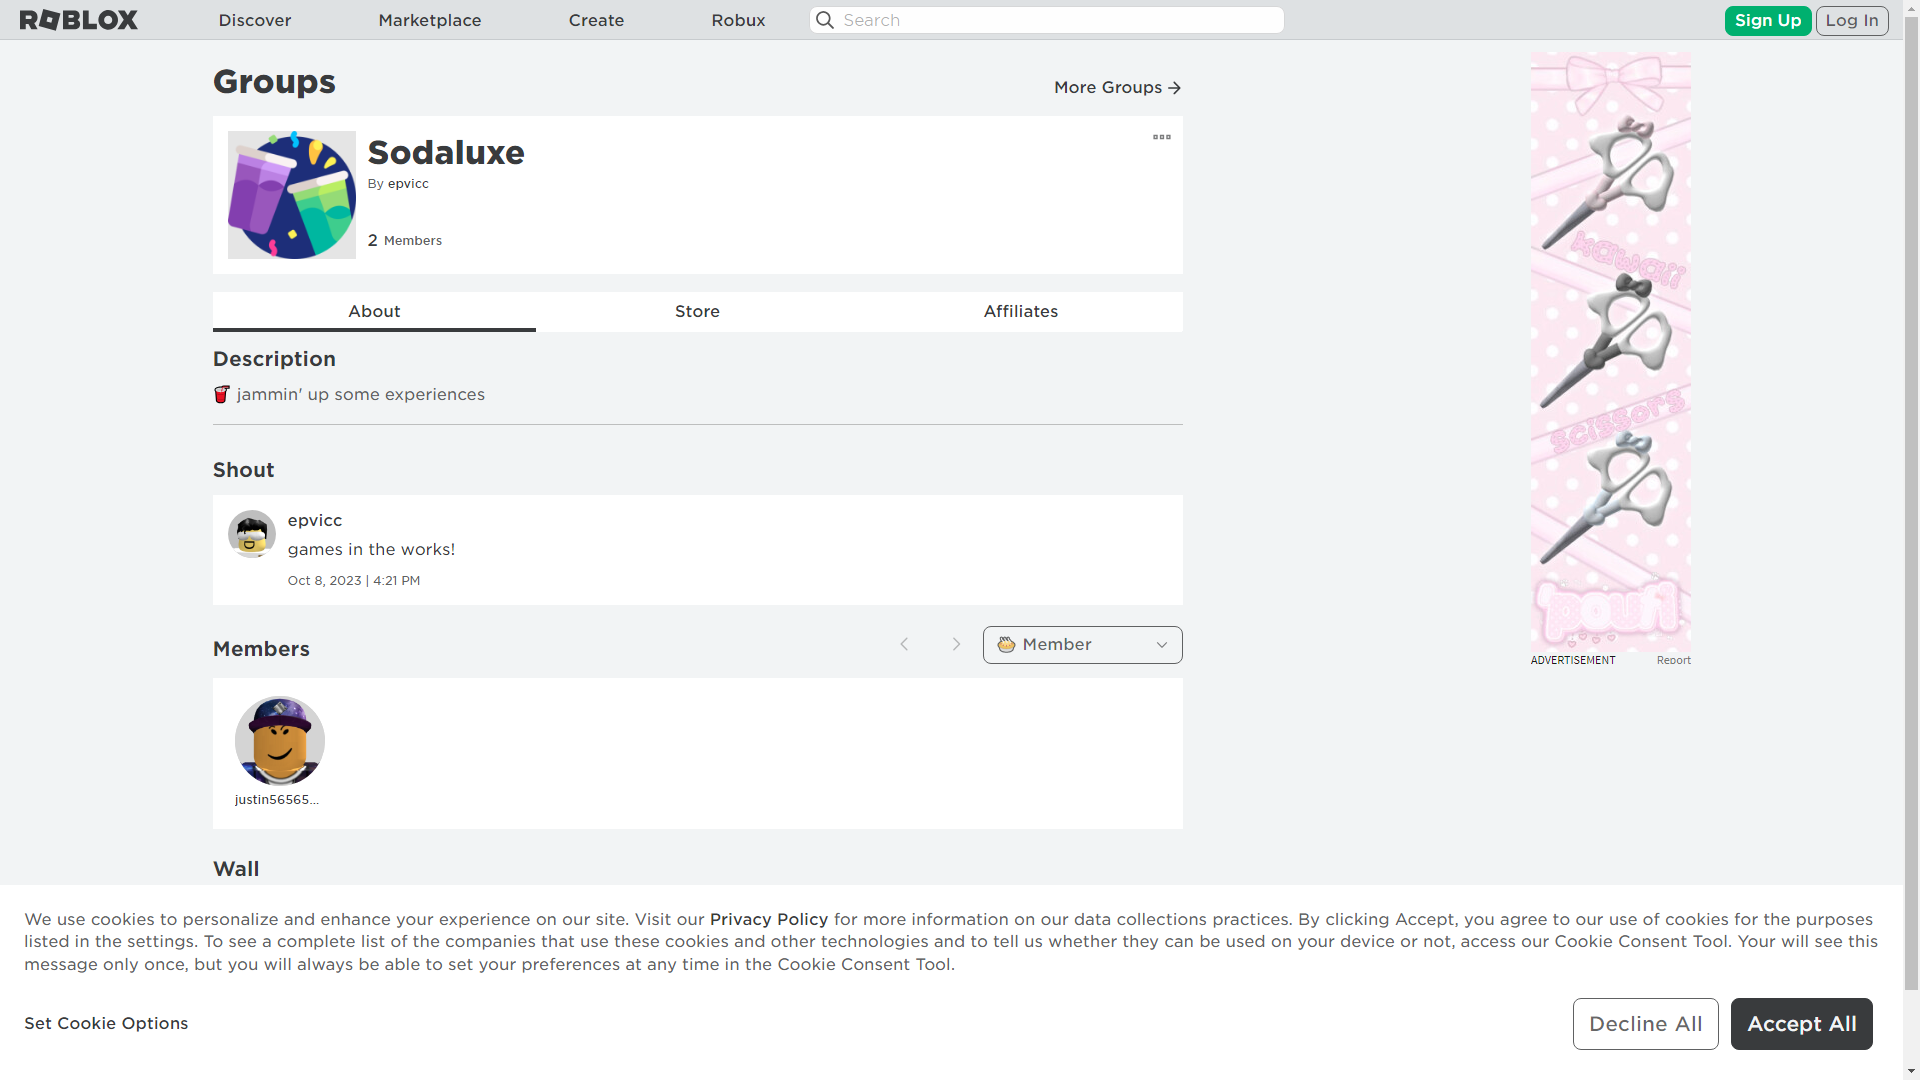 ROBLOX
Discover
Marketplace
Create
Robux
Search
Sign Up
Log In
Groups
More Groups
Sodaluxe
By epvicc
2 Members
About
Store
Affiliates
Description
jammin' up some experiences
Shout
epvicc
games in the works!
Oct 8, 2023 | 4:21 PM
Members
Member
justin56565...
Wall
kawaii
scissors
'poufl
ADVERTISEMENT
Report
We use cookies to personalize and enhance your experience on our site. Visit our Privacy Policy for more information on our data collections practices. By clicking Accept, you agree to our use of cookies for the purposes
listed in the settings. To see a complete list of the companies that use these cookies and other technologies and to tell us whether they can be used on your device or not, access our Cookie Consent Tool. Your will see this
message only once, but you will always be able to set your preferences at any time in the Cookie Consent Tool.
Set Cookie Options
Decline All
Accept All